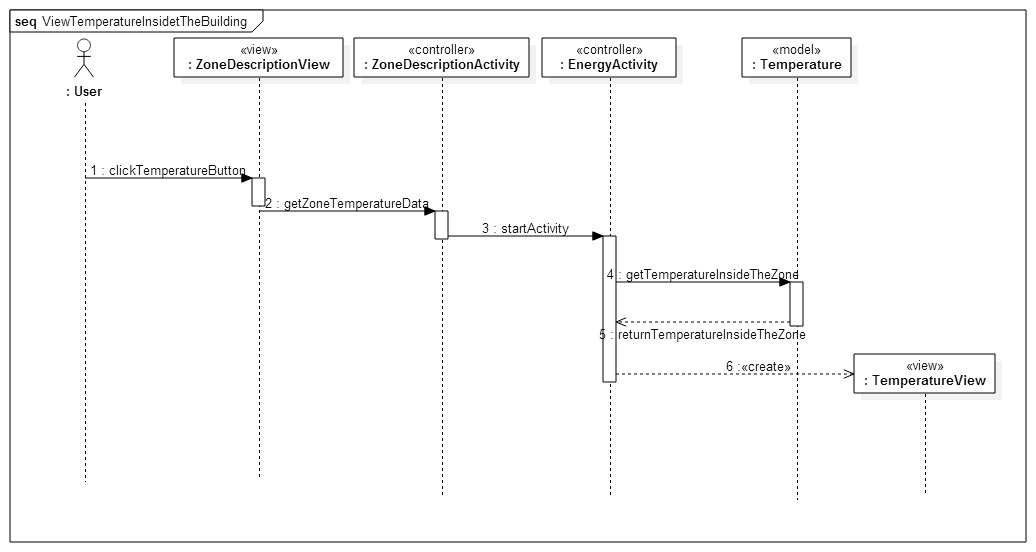 seq ViewTemperatureInsidetTheBuilding
: User
«view»
: ZoneDescriptionView
«controller»
: ZoneDescriptionActivity
«controller»
: EnergyActivity
«model»
: Temperature
1 : clickTemperatureButton
2 : getZoneTemperatureData
3 : startActivity
4 : getTemperatureInsideTheZone
5 : returnTemperatureInsideTheZone
6 :«create»
«view»
: TemperatureView